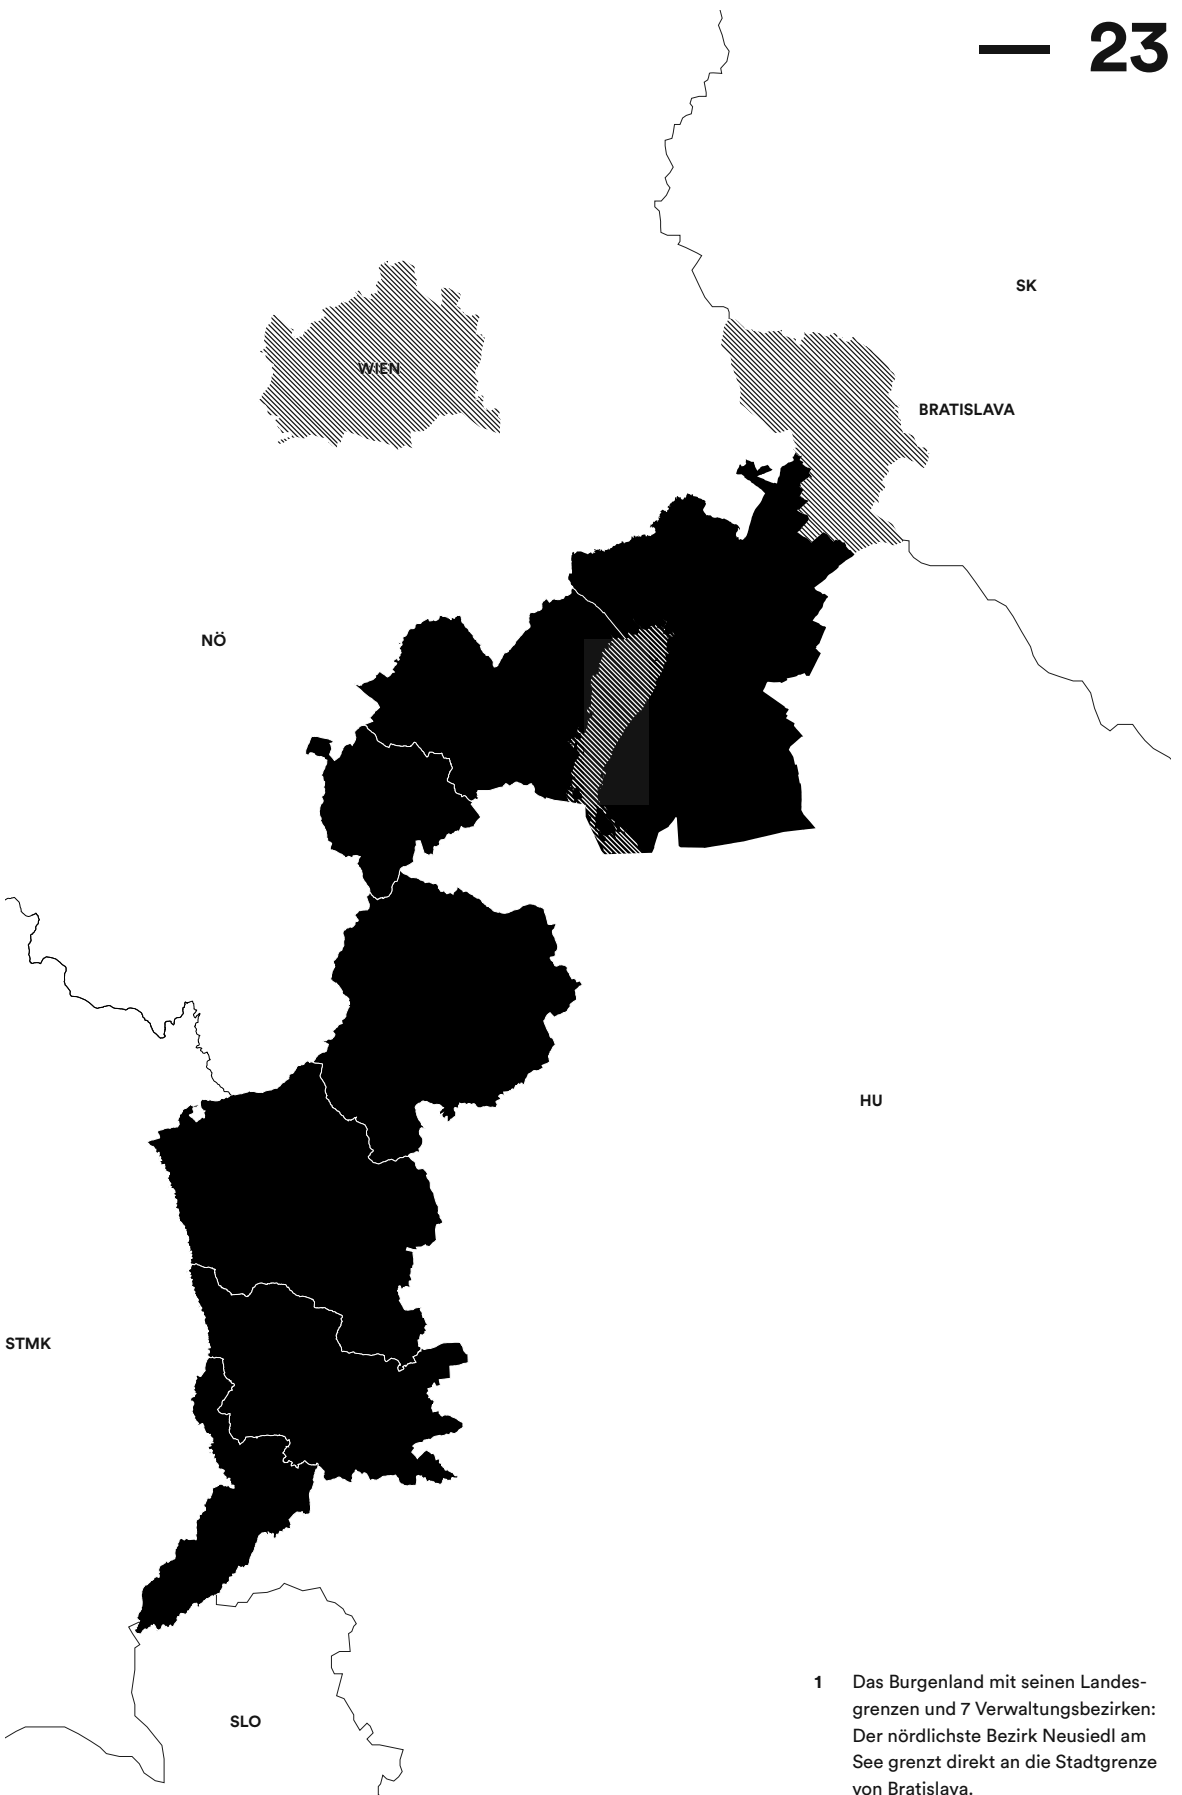 23
SK
WIEN
BRATISLAVA
NÖ
HU
STMK
SLO
1 Das Burgenland mit seinen Landes-
grenzen und 7 Verwaltungsbezirken:
Der nördlichste Bezirk Neusiedl am
See grenzt direkt an die Stadtgrenze
von Bratislava.